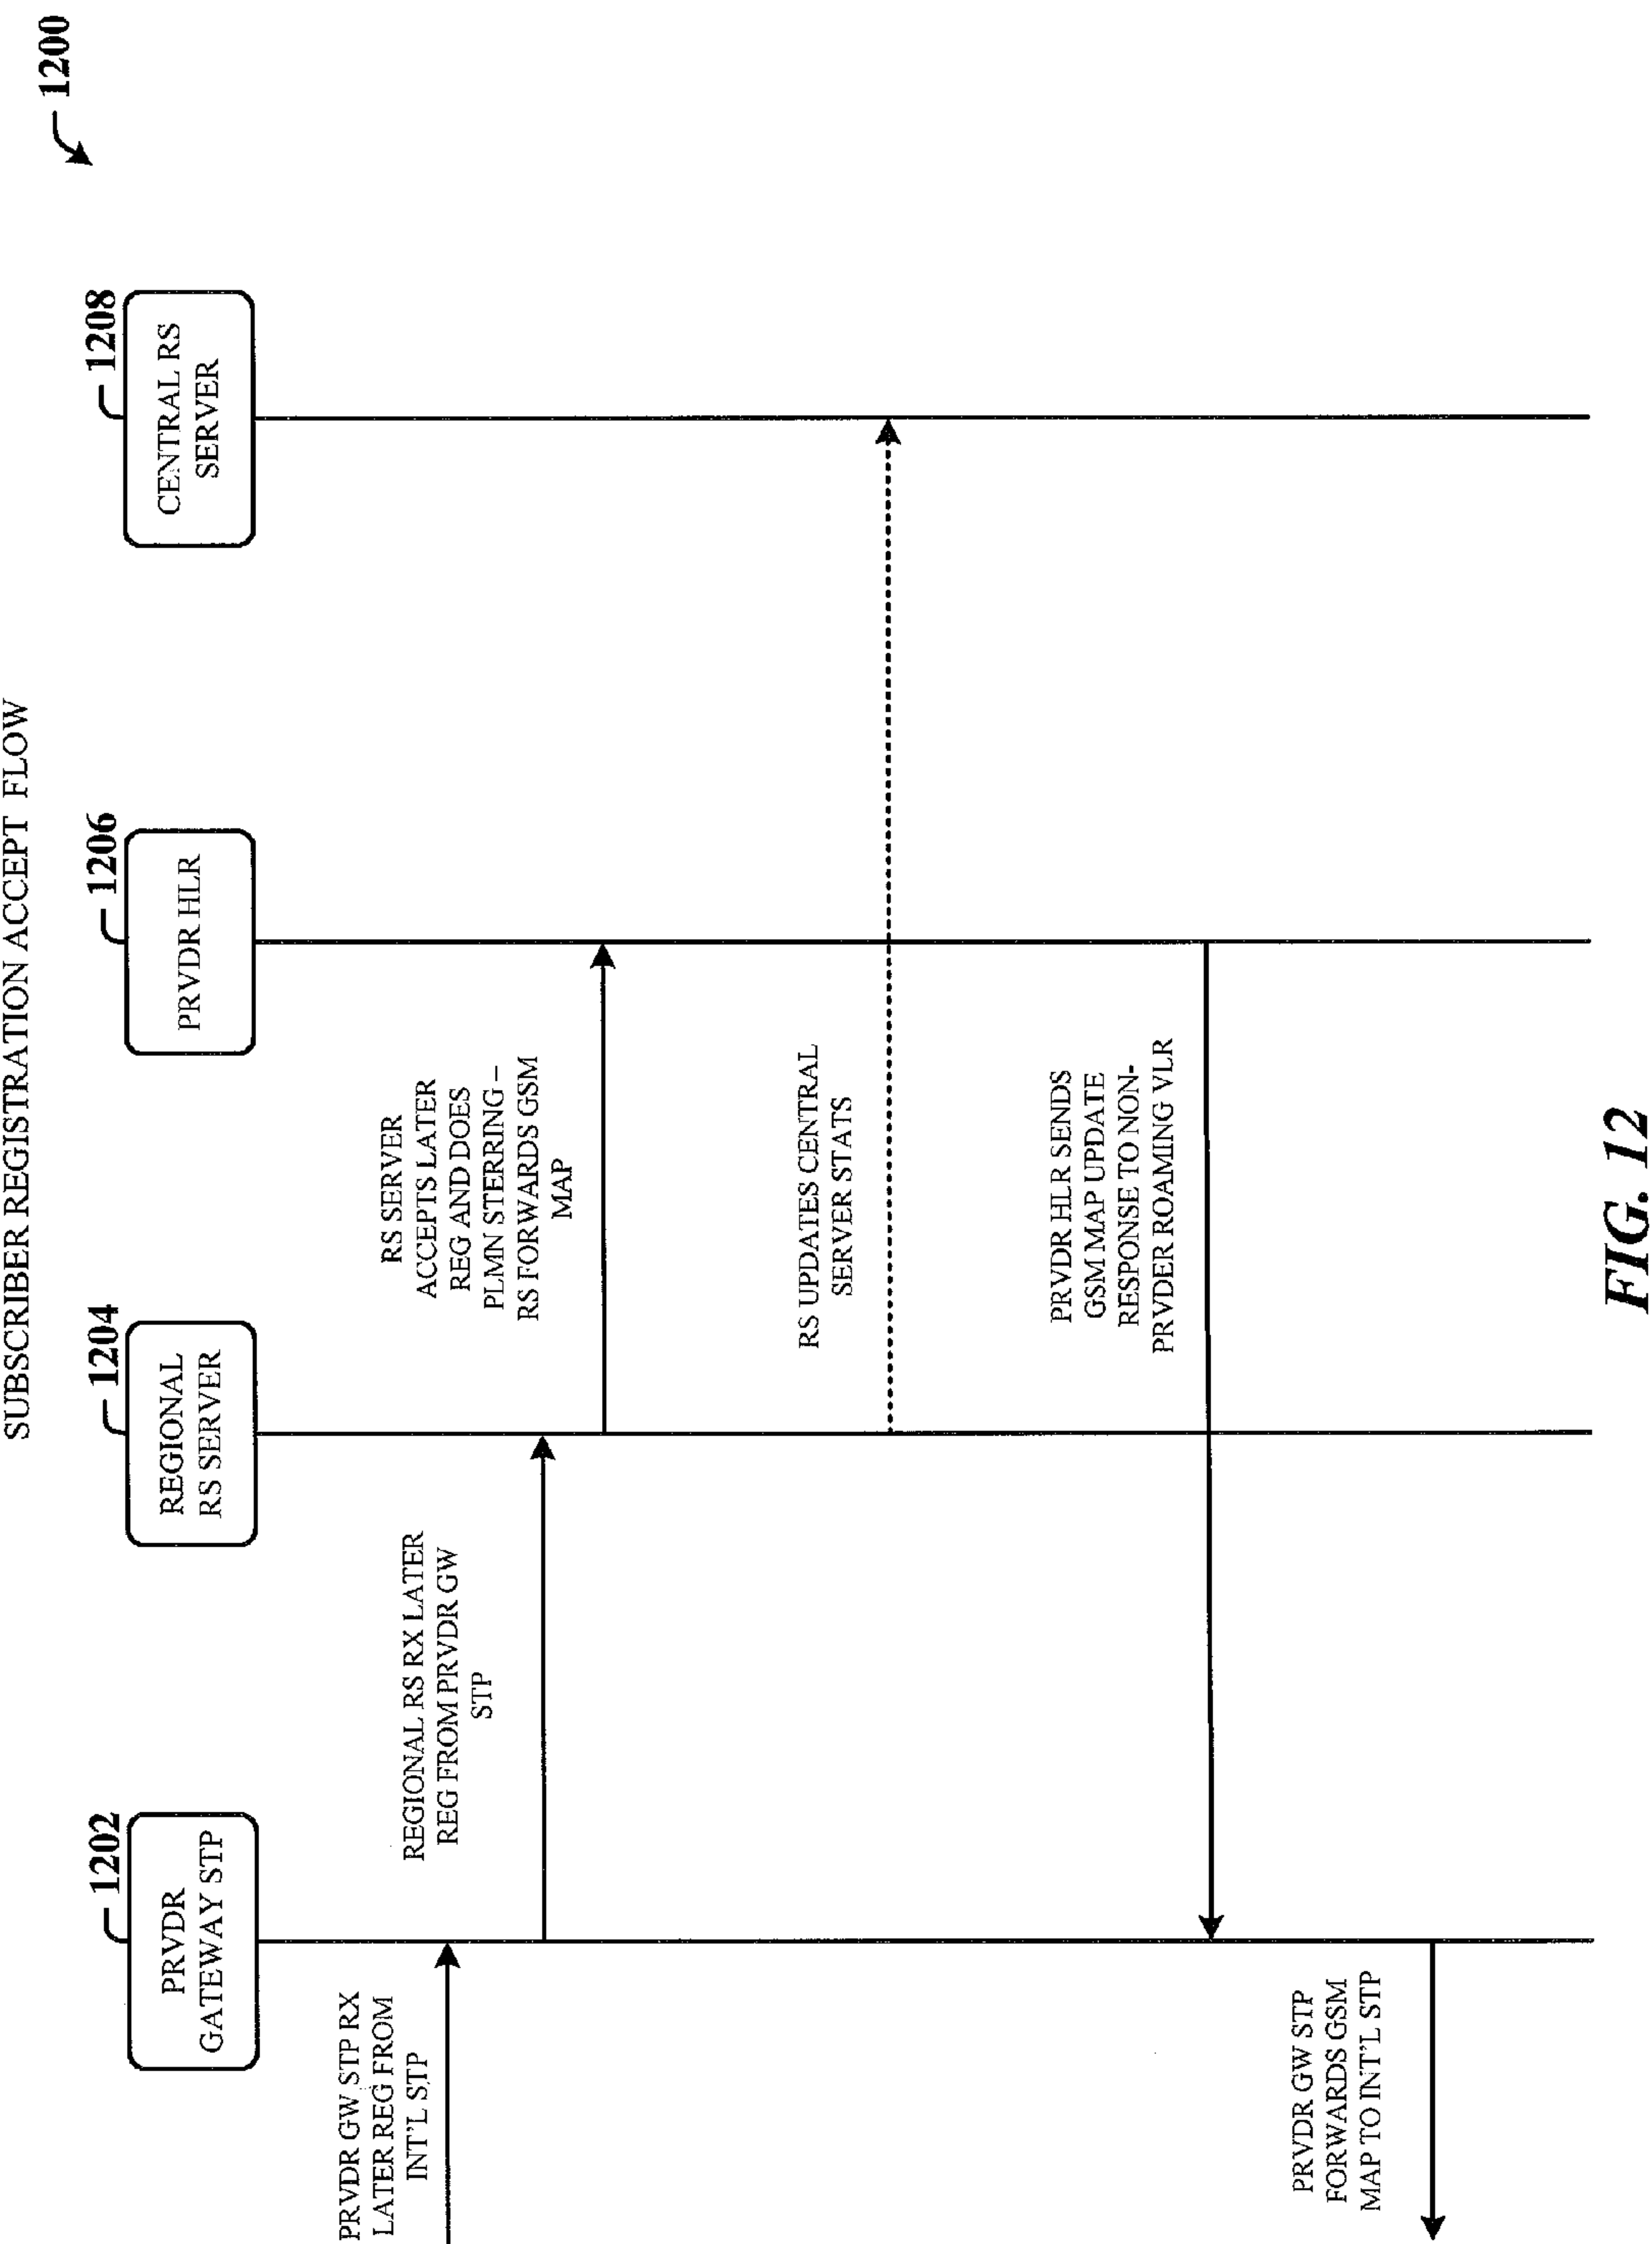 SUBSCRIBER REGISTRATION ACCEPT FLOW
1200
1202
PRVDR
GATEWAY STP
1204
REGIONAL
RS SERVER
1206
PRVDR HLR
1208
CENTRAL RS
SERVER
PRVDR GW STP RX
LATER REG FROM
INT'L STP
REGIONAL RS RX LATER
REG FROM PRVDR GW
STP
RS SERVER
ACCEPTS LATER
REG AND DOES
PLMN STERRING –
RS FORWARDS GSM
MAP
RS UPDATES CENTRAL
SERVER STATS
PRVDR HLR SENDS
GSM MAP UPDATE
RESPONSE TO NON-
PRVDER ROAMING VLR
PRVDR GW STP
FORWARDS GSM
MAP TO INT'L STP
FIG. 12